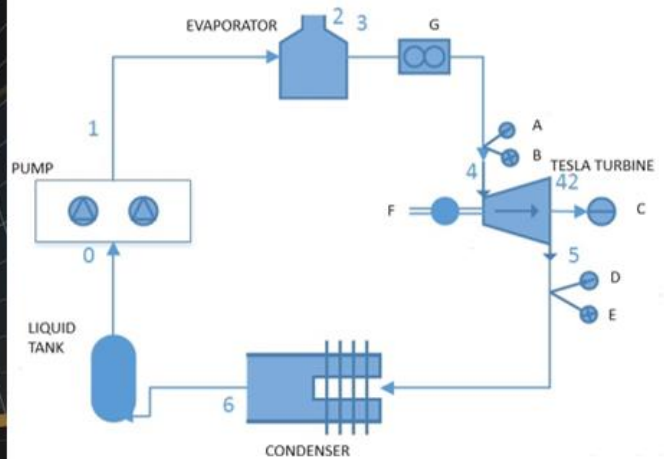 EVAPORATOR
2
3
G
1
A
B
PUMP
4
TESLA TURBINE
42
F
C
0
5
D
E
LIQUID
TANK
6
CONDENSER